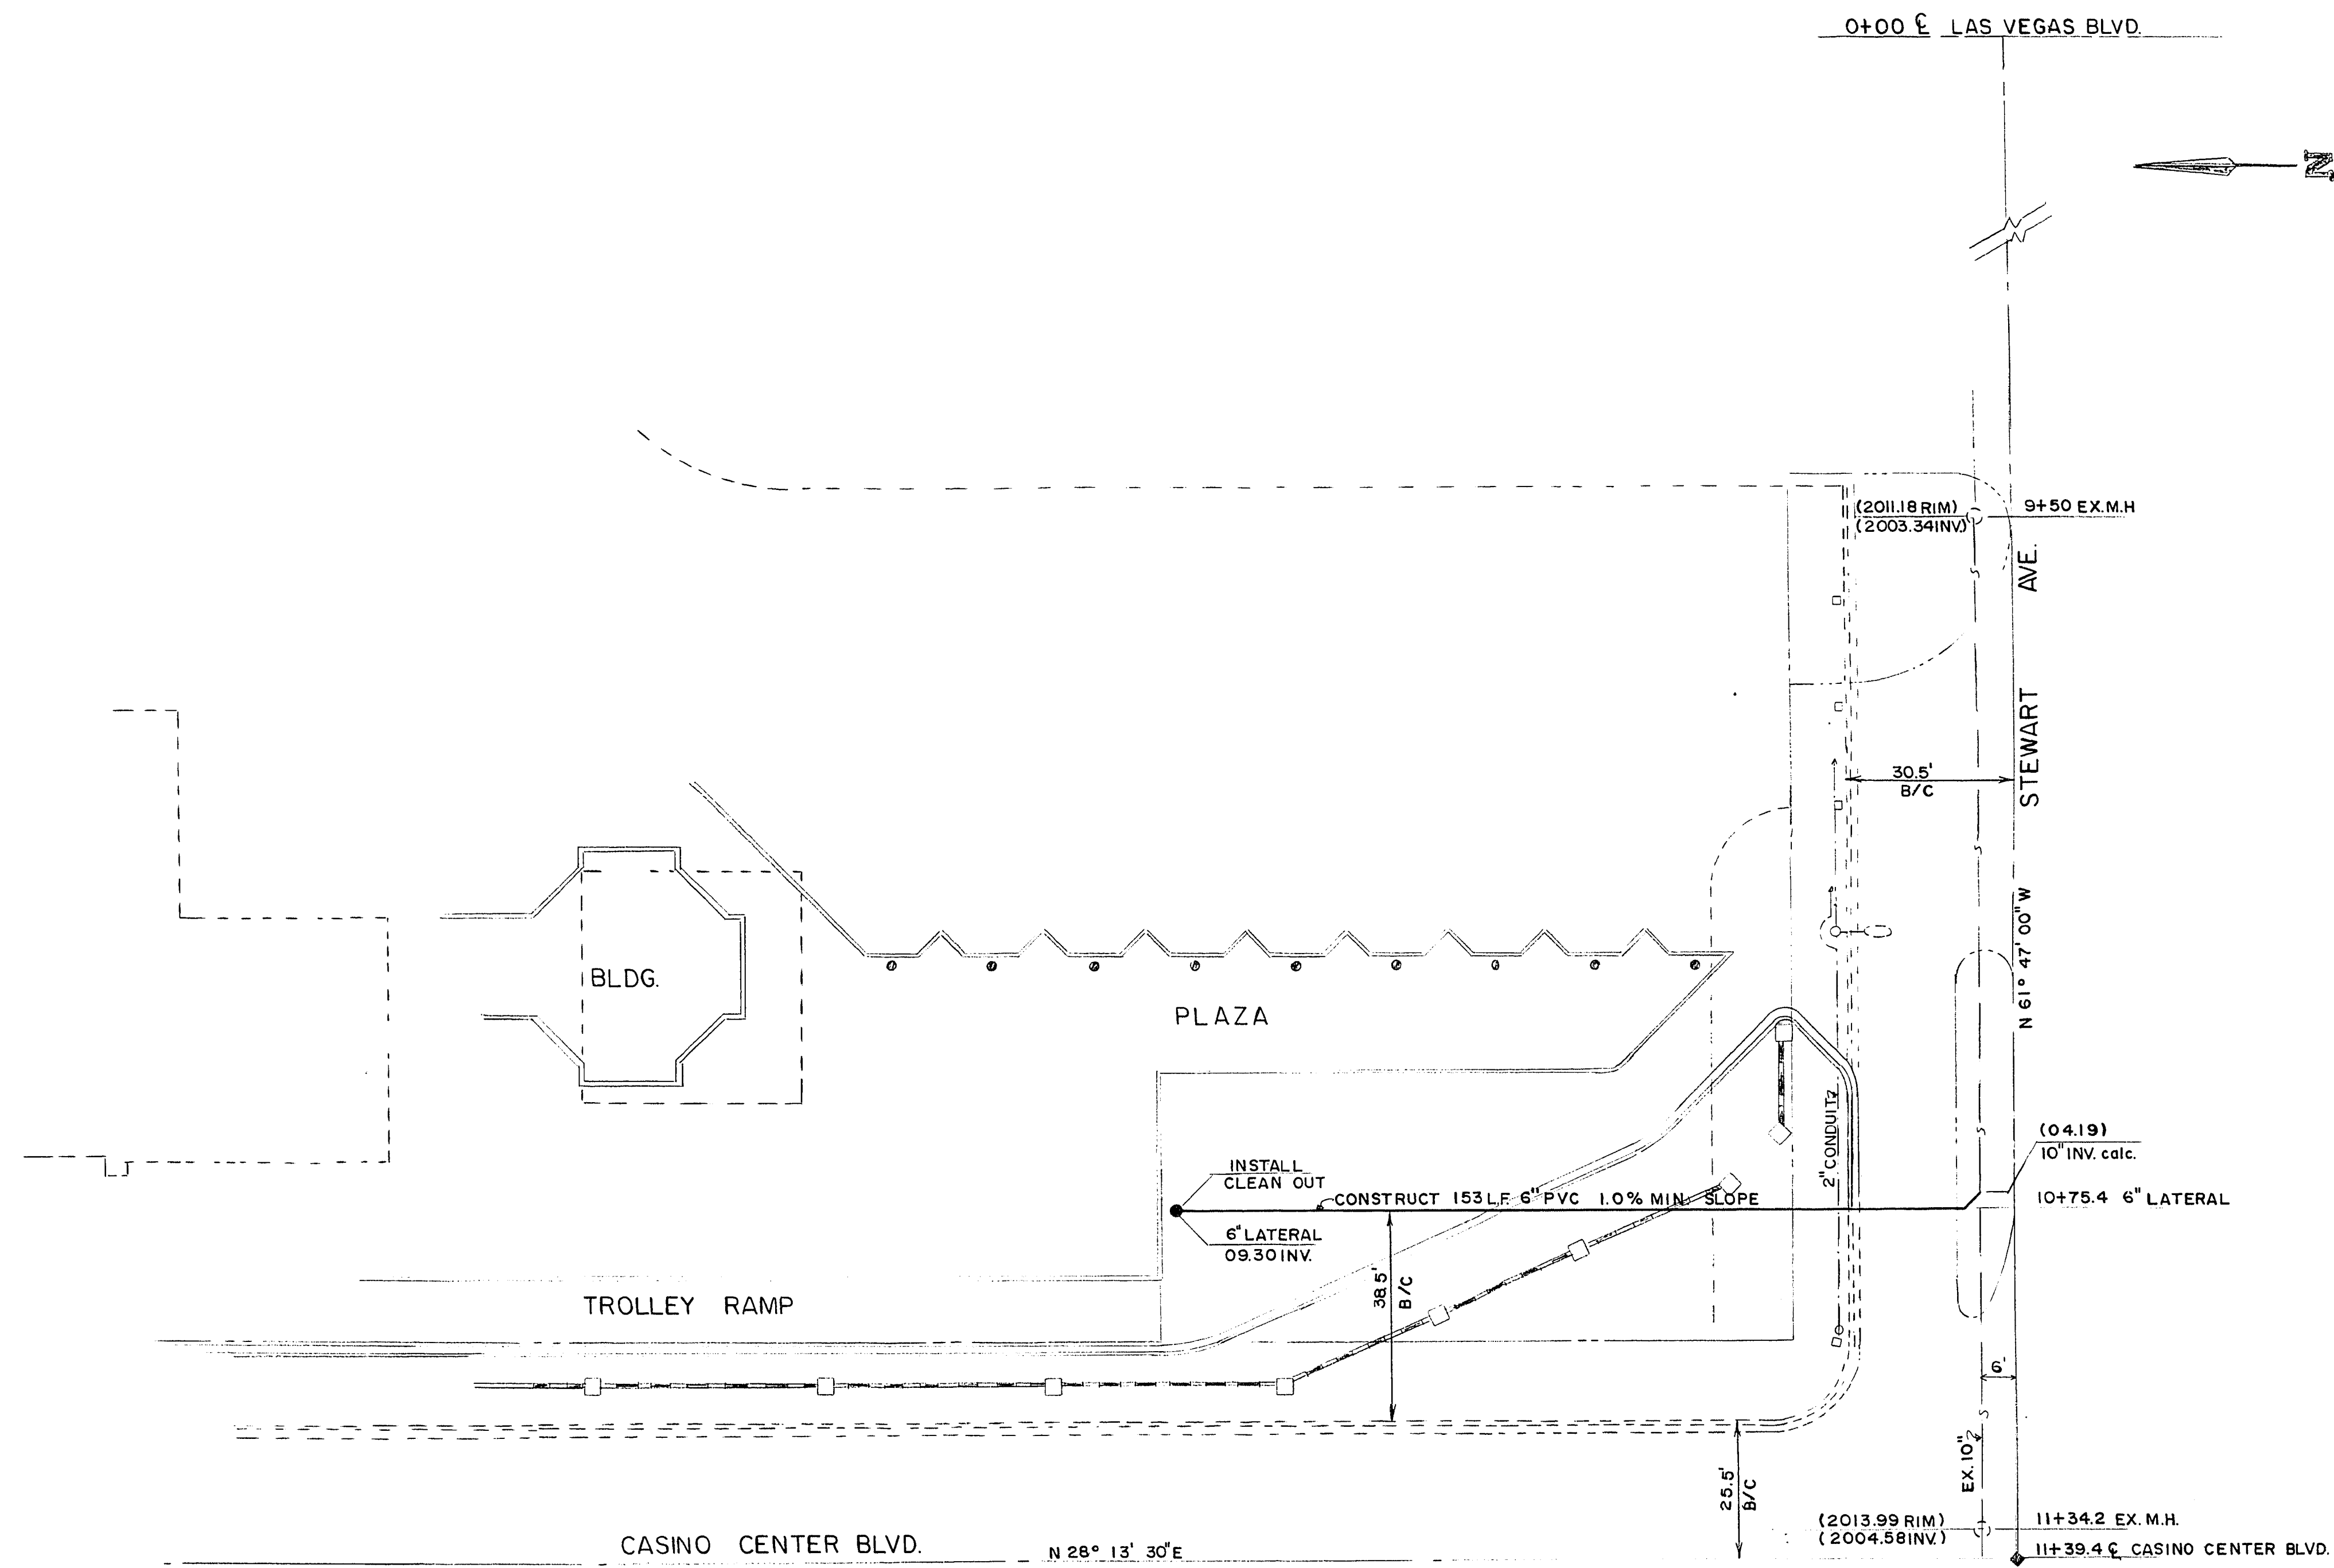 0+00 ℄ LAS VEGAS BLVD.
N
(2011.18 RIM)
(2003.34 INV.)
9+50 EX.M.H
STEWART AVE.
30.5'
B/C
N 61° 47' 00" W
BLDG.
PLAZA
2" CONDUIT
(04.19)
10" INV. calc.
INSTALL
CLEAN OUT
CONSTRUCT 153 L.F. 6" PVC 1.0% MIN. SLOPE
10+75.4 6" LATERAL
6" LATERAL
09.30 INV.
38.5'
B/C
TROLLEY RAMP
6'
EX. 10"
25.5'
B/C
(2013.99 RIM)
(2004.58 INV.)
11+34.2 EX. M.H.
CASINO CENTER BLVD.
N 28° 13' 30" E
11+39.4 ℄ CASINO CENTER BLVD.
S
S
S
S